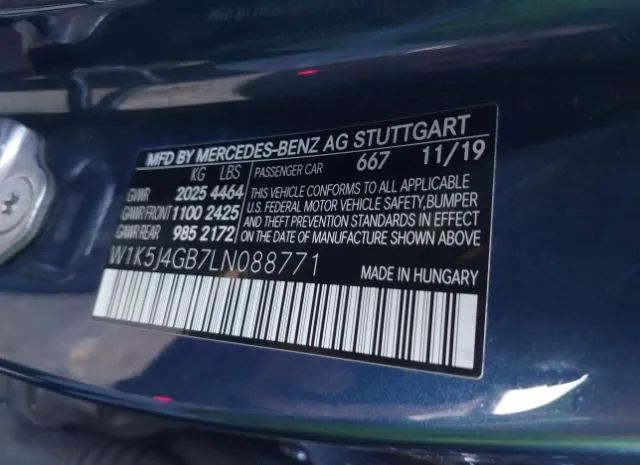 MFD BY MERCEDES-BENZ AG STUTTGART
KG LBS PASSENGER CAR 667 11/19
GVWR 2025 4464 THIS VEHICLE CONFORMS TO ALL APPLICABLE
GAWR FRONT 1100 2425 U.S. FEDERAL MOTOR VEHICLE SAFETY, BUMPER
GAWR REAR 985 2172 AND THEFT PREVENTION STANDARDS IN EFFECT
ON THE DATE OF MANUFACTURE SHOWN ABOVE.
W1K5J4GB7LN088771 MADE IN HUNGARY